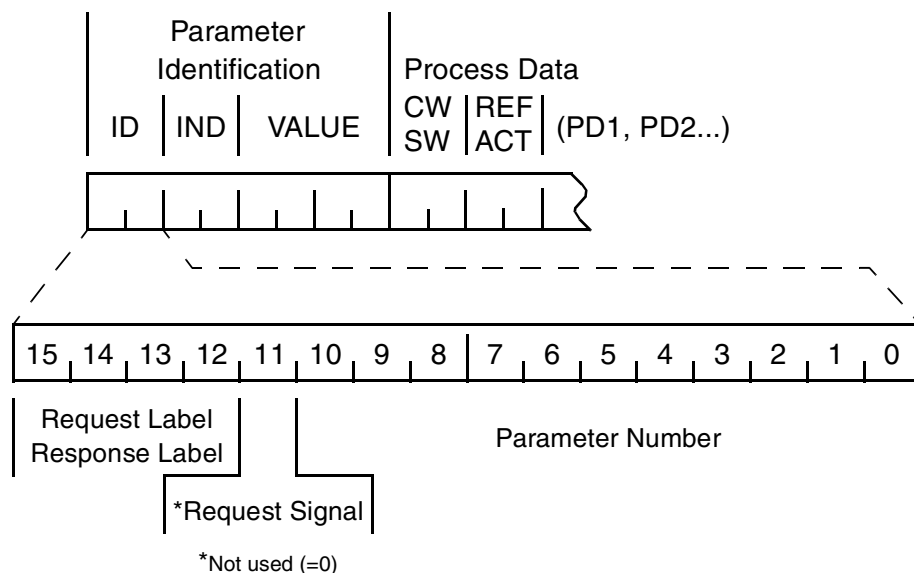 Parameter
Identification
Process Data
ID IND VALUE CW REF (PD1, PD2...)
SW ACT
15 14 13 12 11 10 9 8 7 6 5 4 3 2 1 0
Request Label
Response Label
Parameter Number
*Request Signal
*Not used (=0)